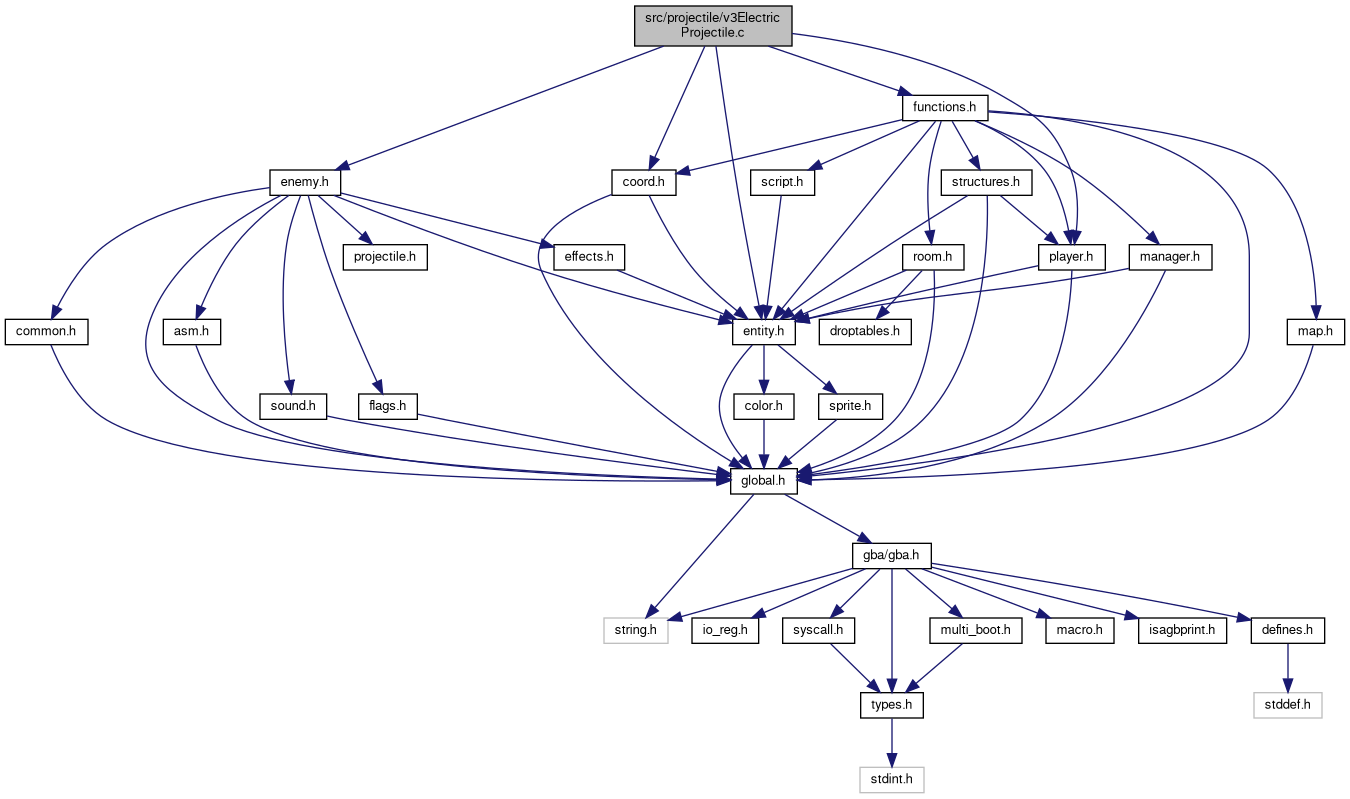 src/projectile/v3Electric
Projectile.c
functions.h
enemy.h
coord.h
script.h
structures.h
projectile.h
effects.h
room.h
player.h
manager.h
common.h
asm.h
entity.h
droptables.h
map.h
sound.h
flags.h
color.h
sprite.h
global.h
gba/gba.h
string.h
io_reg.h
syscall.h
multi_boot.h
macro.h
isagbprint.h
defines.h
types.h
stddef.h
stdint.h